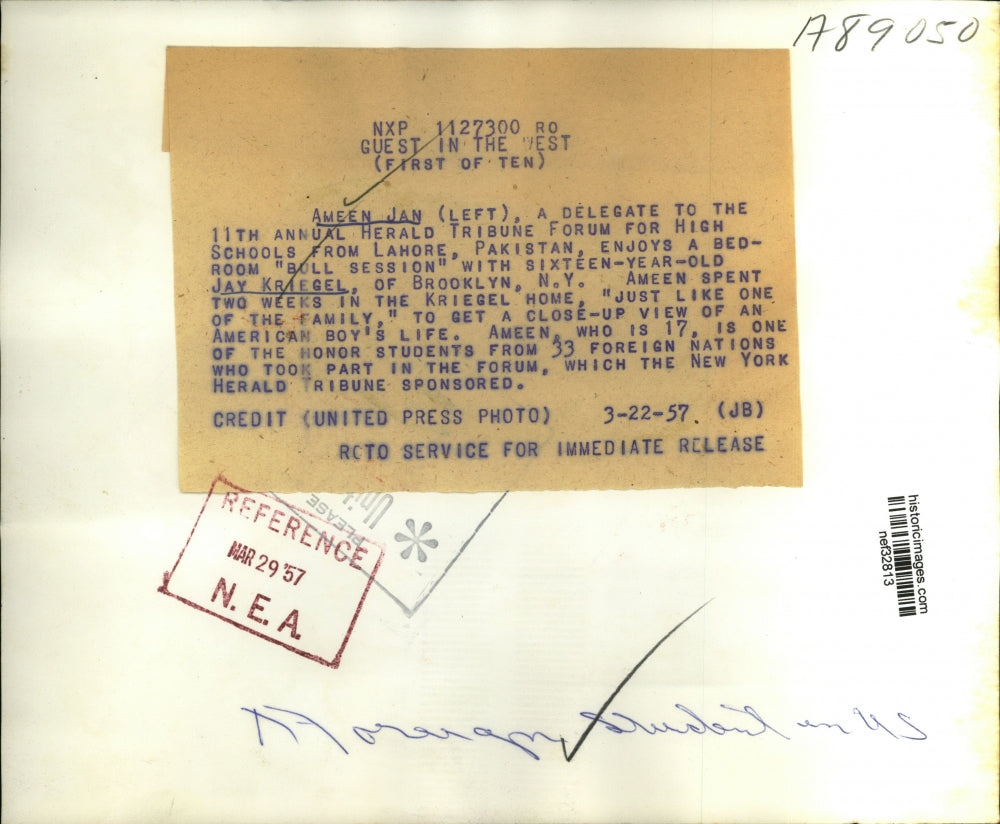 A89050
NXP 1127300 RO
GUEST IN THE WEST
(FIRST OF TEN)
AMEEN JAN (LEFT), A DELEGATE TO THE
11TH ANNUAL HERALD TRIBUNE FORUM FOR HIGH
SCHOOLS FROM LAHORE, PAKISTAN, ENJOYS A BED-
ROOM "BULL SESSION" WITH SIXTEEN-YEAR-OLD
JAY KRIEGEL, OF BROOKLYN, N.Y. AMEEN SPENT
TWO WEEKS IN THE KRIEGEL HOME, "JUST LIKE ONE
OF THE FAMILY," TO GET A CLOSE-UP VIEW OF AN
AMERICAN BOY'S LIFE. AMEEN, WHO IS 17, IS ONE
OF THE HONOR STUDENTS FROM 33 FOREIGN NATIONS
WHO TOOK PART IN THE FORUM, WHICH THE NEW YORK
HERALD TRIBUNE SPONSORED.
CREDIT (UNITED PRESS PHOTO) 3-22-57 (JB)
ROTO SERVICE FOR IMMEDIATE RELEASE
PLEASE
Unit
*
REFERENCE
MAR 29 '57
N.E.A.
historicimages.com
nef32813
Foreign Student in US